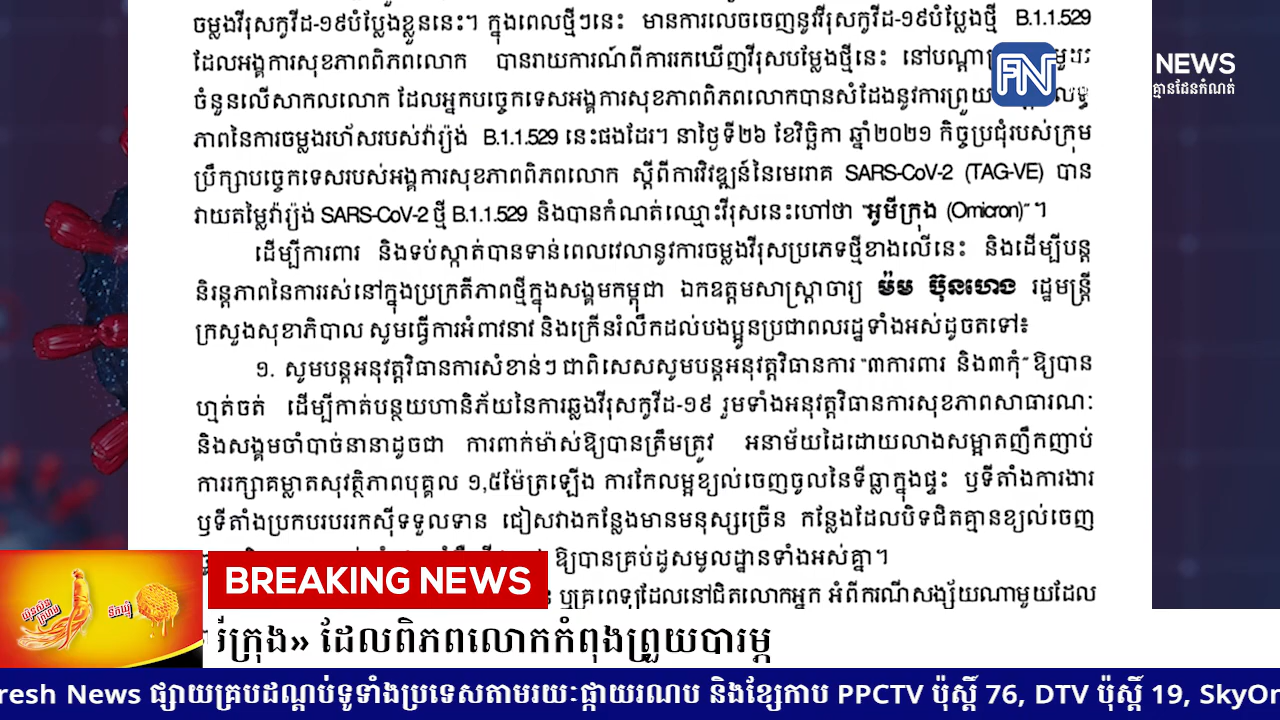 ចម្លងវីរុសកូវីដ-១៩បំប្លែងខ្លួននេះ។ ក្នុងពេលថ្មីៗនេះ មានការលេចចេញនូវវីរុសកូវីដ-១៩បំប្លែងថ្មី B.1.1.529
ដែលអង្គការសុខភាពពិភពលោក បានរាយការណ៍ពីការរកឃើញវីរុសបម្លែងថ្មីនេះ នៅបណ្តា
FN NEWS
ចំនួនលើសាកលលោក ដែលអ្នកបច្ចេកទេសអង្គការសុខភាពពិភពលោកបានសំដែងនូវការព្រួយ
គ្មានដែនកំណត់
ភាពនៃការចម្លងរហ័សរបស់វ៉ារ្យ៉ង់ B.1.1.529 នេះផងដែរ។ នាថ្ងៃទី២៦ ខែវិច្ឆិកា ឆ្នាំ២០២១ កិច្ចប្រជុំរបស់ក្រុម
ប្រឹក្សាបច្ចេកទេសរបស់អង្គការសុខភាពពិភពលោក ស្តីពីការវិវឌ្ឍន៍នៃមេរោគ SARS-CoV-2 (TAG-VE) បាន
វាយតម្លៃវ៉ារ្យ៉ង់ SARS-CoV-2 ថ្មី B.1.1.529 និងបានកំណត់ឈ្មោះវីរុសនេះហៅថា “អូមីក្រុង (Omicron)” ។
ដើម្បីការពារ និងទប់ស្កាត់បានទាន់ពេលវេលានូវការចម្លងវីរុសប្រភេទថ្មីខាងលើនេះ និងដើម្បីបន្ត
និរន្តភាពនៃការរស់នៅក្នុងប្រក្រតីភាពថ្មីក្នុងសង្គមកម្ពុជា ឯកឧត្តមសាស្ត្រាចារ្យ ម៉ម ប៊ុនហេង រដ្ឋមន្ត្រី
ក្រសួងសុខាភិបាល សូមធ្វើការអំពាវនាវ និងក្រើនរំលឹកដល់បងប្អូនប្រជាពលរដ្ឋទាំងអស់ដូចតទៅ៖
១. សូមបន្តអនុវត្តវិធានការសំខាន់ៗ ជាពិសេសសូមបន្តអនុវត្តវិធានការ “៣ការពារ និង៣កុំ” ឱ្យបាន
ហ្មត់ចត់ ដើម្បីកាត់បន្ថយហានិភ័យនៃការឆ្លងវីរុសកូវីដ-១៩ រួមទាំងអនុវត្តវិធានការសុខភាពសាធារណៈ
និងសង្គមចាំបាច់នានាដូចជា ការពាក់ម៉ាស់ឱ្យបានត្រឹមត្រូវ អនាម័យដៃដោយលាងសម្អាតញឹកញាប់
ការរក្សាគម្លាតសុវត្ថិភាពបុគ្គល ១,៥ម៉ែត្រឡើង ការកែលម្អខ្យល់ចេញចូលនៃទីធ្លាក្នុងផ្ទះ ឬទីតាំងការងារ
ឬទីតាំងប្រកបរបររកស៊ីទទួលទាន ជៀសវាងកន្លែងមានមនុស្សច្រើន កន្លែងដែលបិទជិតគ្មានខ្យល់ចេញ
ឱ្យបានគ្រប់ដូសមូលដ្ឋានទាំងអស់គ្នា។
ឬគ្រូពេទ្យដែលនៅជិតលោកអ្នក អំពីករណីសង្ស័យណាមួយដែល
BREAKING NEWS
ក្រុង» ដែលពិភពលោកកំពុងព្រួយបារម្ភ
resh News ផ្សាយគ្របដណ្តប់ទូទាំងប្រទេសតាមរយៈផ្កាយរណប និងខ្សែកាប PPCTV ប៉ុស្តិ៍ 76, DTV ប៉ុស្តិ៍ 19, SkyOn